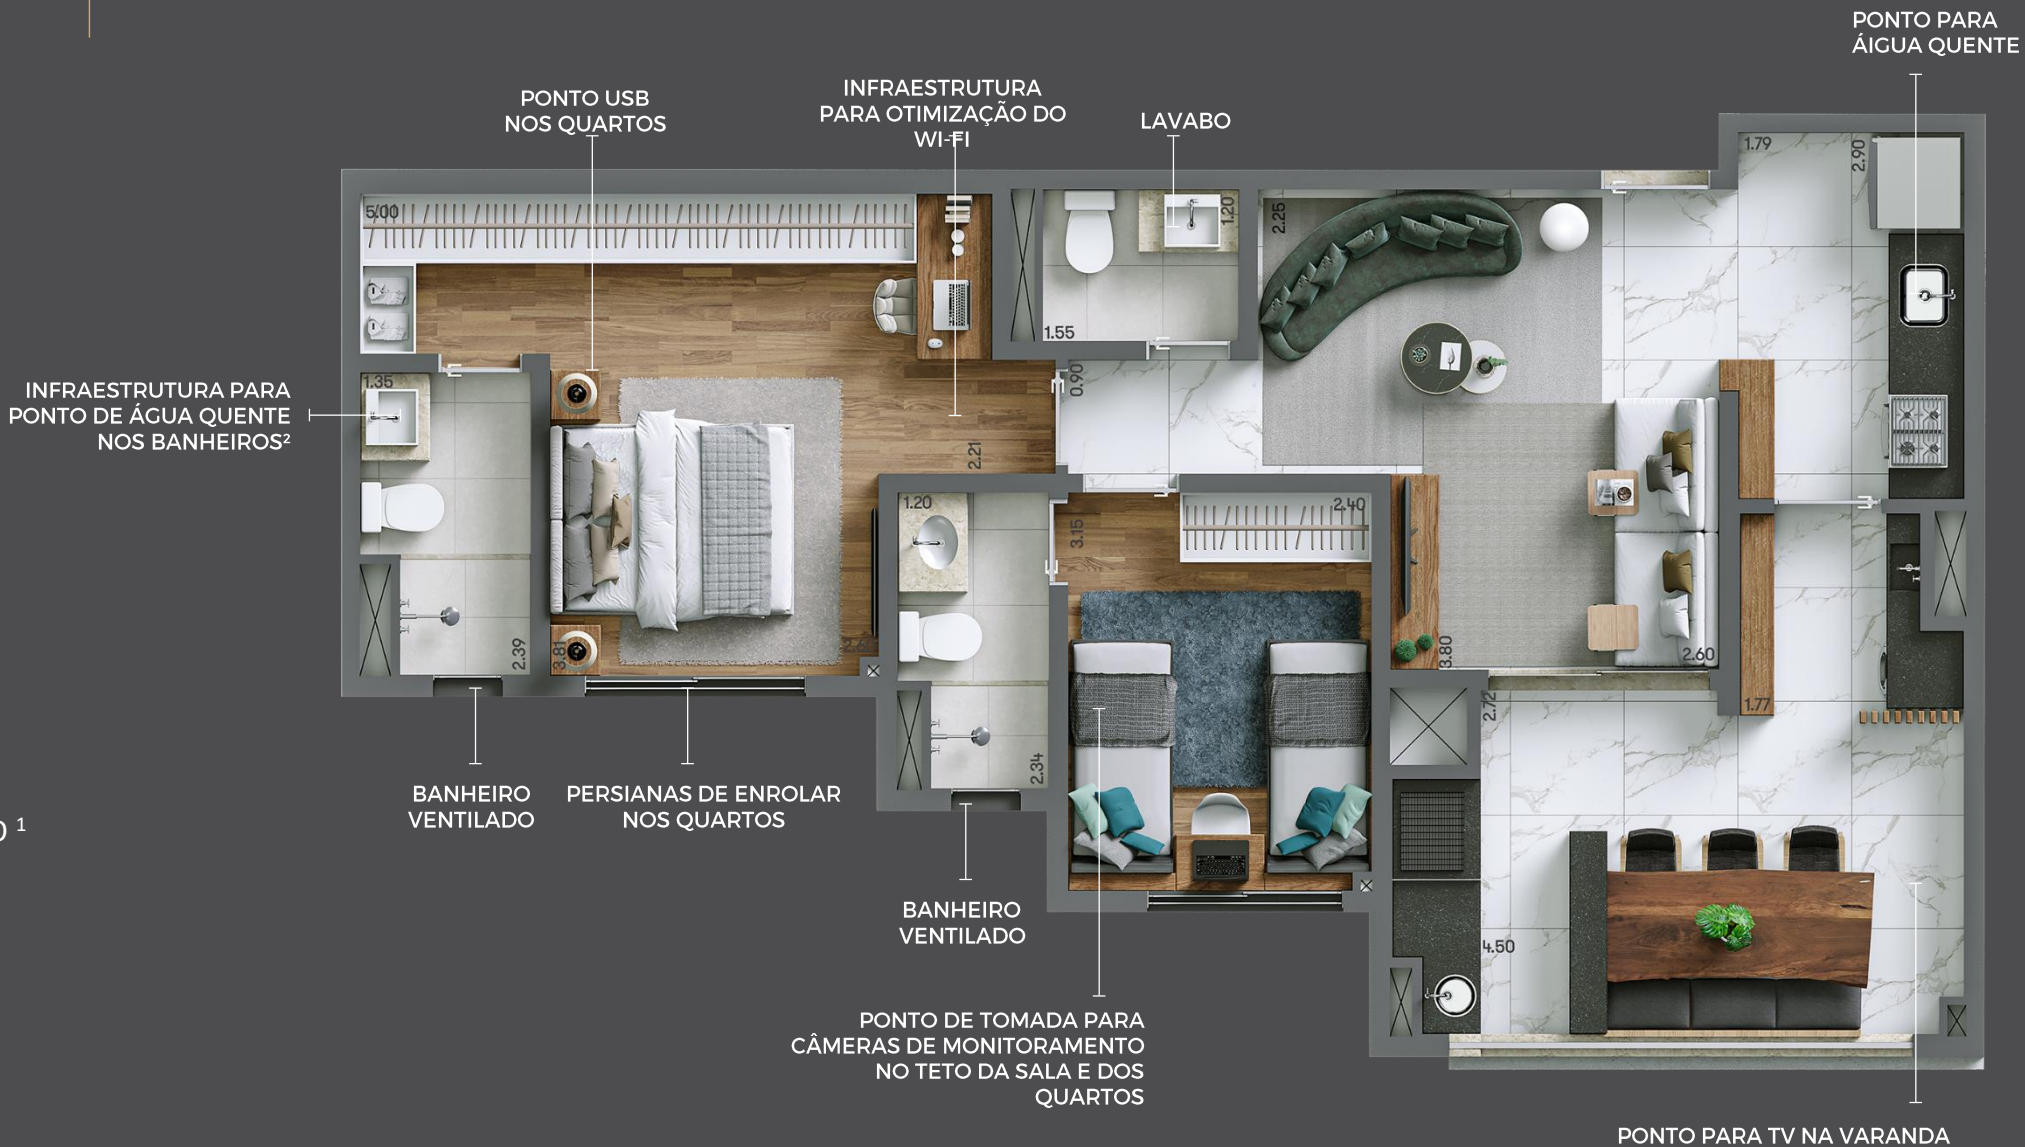 PONTO PARA
ÁIGUA QUENTE
PONTO USB
NOS QUARTOS
INFRAESTRUTURA
PARA OTIMIZAÇÃO DO
WI-FI
LAVABO
1.79
2.90
5.00
1.20
2.25
1.55
INFRAESTRUTURA PARA
PONTO DE ÁGUA QUENTE
NOS BANHEIROS²
1.35
0.90
2.21
1.20
3.15
2.40
2.39
3.81
3.80
2.60
2.72
1.77
2.34
BANHEIRO
VENTILADO
PERSIANAS DE ENROLAR
NOS QUARTOS
1
BANHEIRO
VENTILADO
4.50
PONTO DE TOMADA PARA
CÂMERAS DE MONITORAMENTO
NO TETO DA SALA E DOS
QUARTOS
PONTO PARA TV NA VARANDA